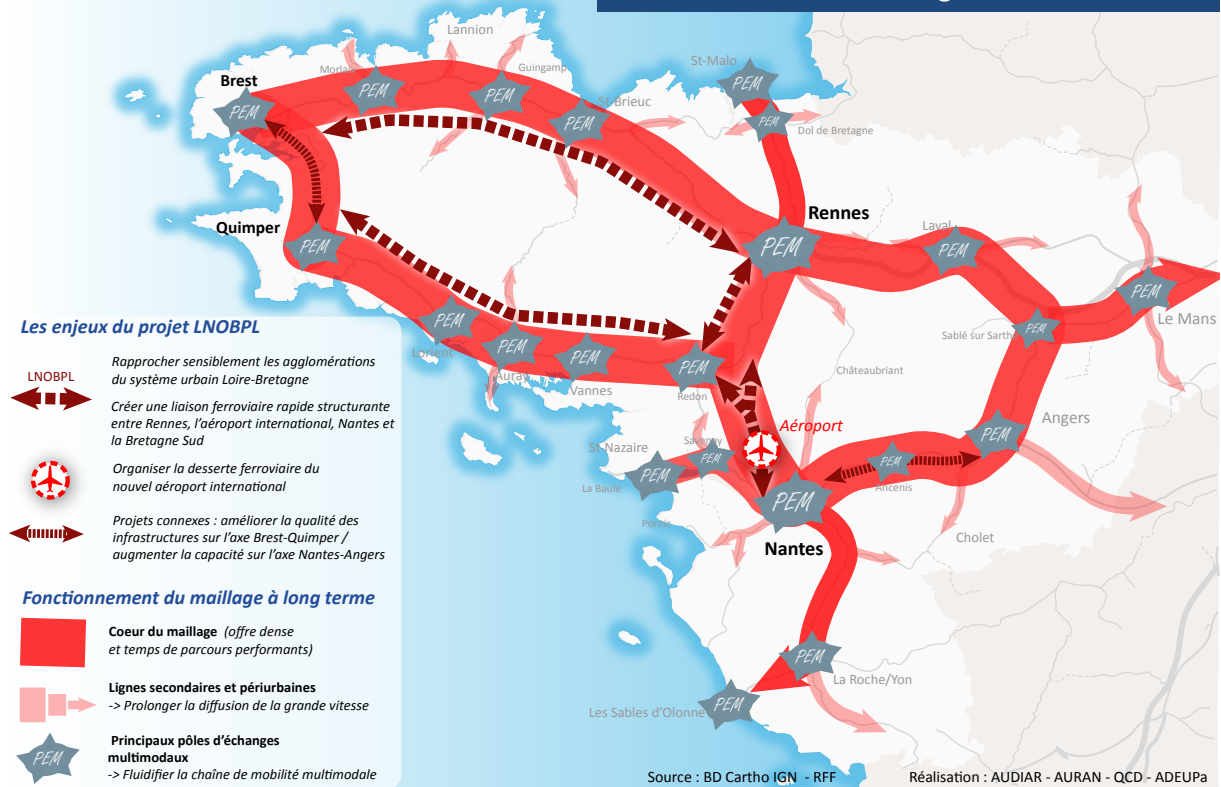 Lannion
St-Malo
Morlaix
Guingamp
Brest
PEM
PEM
PEM
PEM
PEM
St Brieuc
PEM
Dol de Bretagne
Rennes
Quimper
PEM
PEM
Laval
PEM
Le Mans
PEM
Sablé sur Sarthe
PEM
Lorient
PEM
Auray
PEM
Vannes
PEM
Redon
PEM
Châteaubriant
Aéroport
Angers
PEM
St-Nazaire
Savenay
PEM
La Baule
PEM
Ancenis
PEM
Pornic
Nantes
PEM
Cholet
La Roche/Yon
PEM
Les Sables d'Olonne
PEM
Les enjeux du projet LNOBPL
LNOBPL
Rapprocher sensiblement les agglomérations
du système urbain Loire-Bretagne
Créer une liaison ferroviaire rapide structurante
entre Rennes, l'aéroport international, Nantes et
la Bretagne Sud
Organiser la desserte ferroviaire du
nouvel aéroport international
Projets connexes : améliorer la qualité des
infrastructures sur l'axe Brest-Quimper /
augmenter la capacité sur l'axe Nantes-Angers
Fonctionnement du maillage à long terme
Coeur du maillage (offre dense
et temps de parcours performants)
Lignes secondaires et périurbaines
-> Prolonger la diffusion de la grande vitesse
PEM
Principaux pôles d'échanges
multimodaux
-> Fluidifier la chaîne de mobilité multimodale
Source : BD Cartho IGN - RFF
Réalisation : AUDIAR - AURAN - QCD - ADEUPa